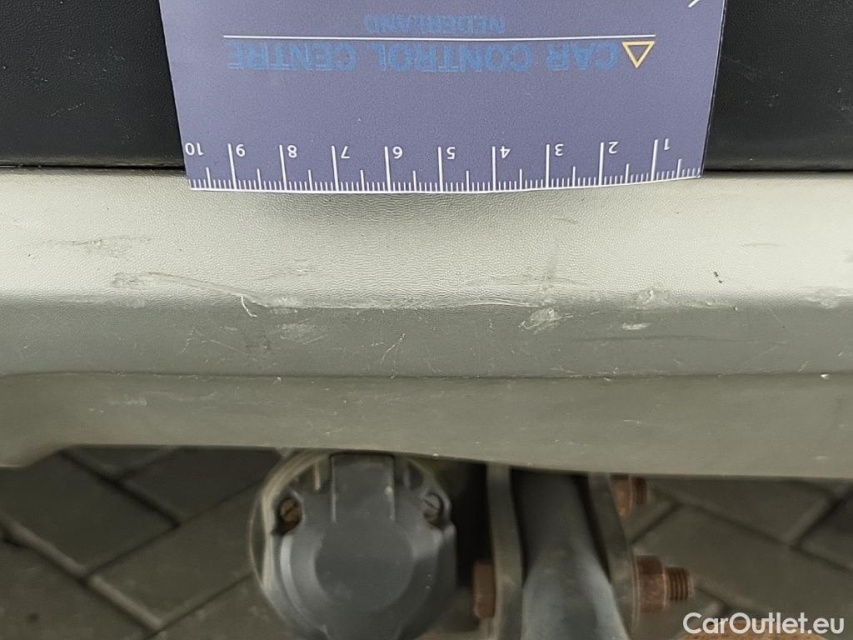 NEDERLAND
CAR CONTROL CENTRE
10 9 8 7 6 5 4 3 2 1
CarOutlet.eu